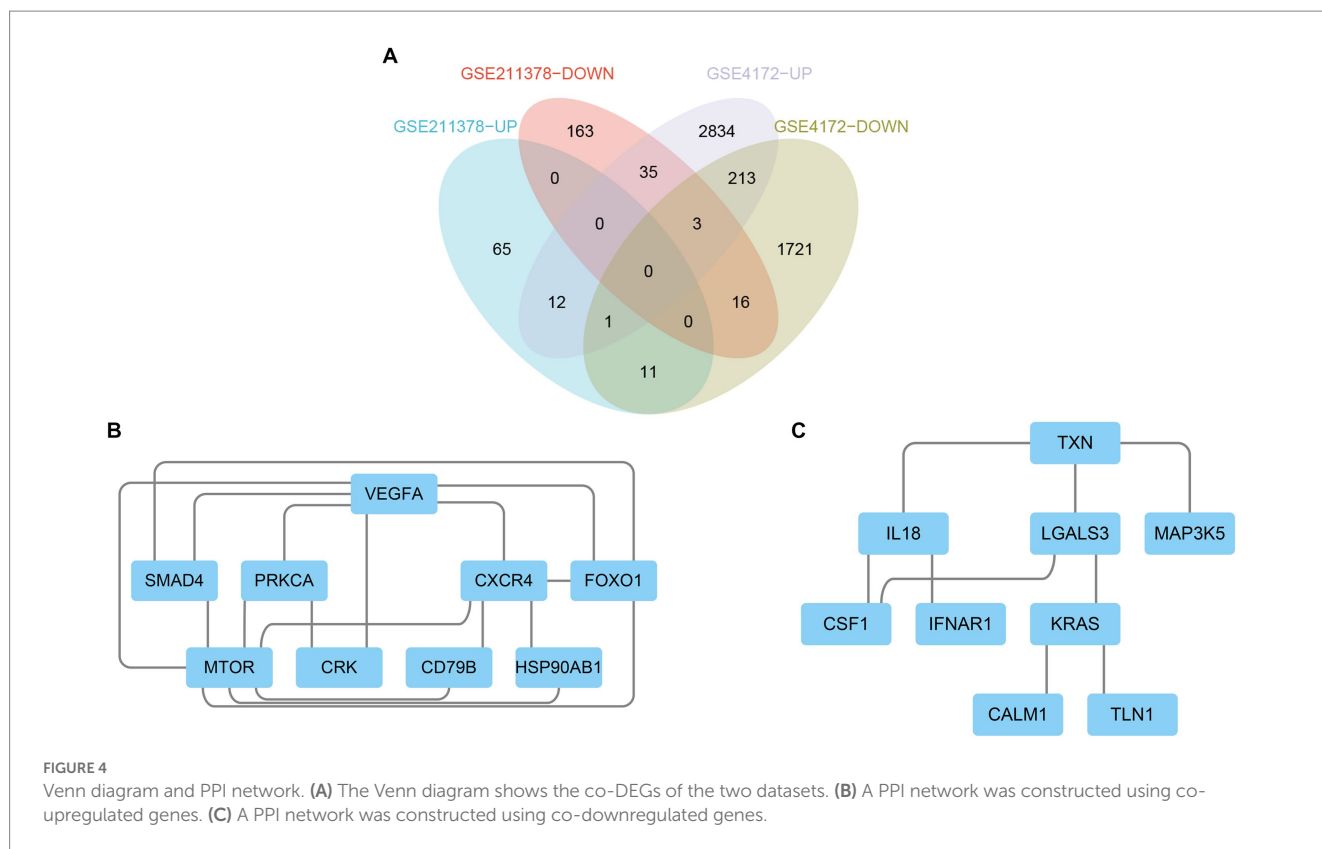 A
GSE211378-DOWN
GSE4172-UP
GSE211378-UP
GSE4172-DOWN
163
2834
0
35
213
0
3
65
1721
0
12
16
1
0
11
B
VEGFA
SMAD4
PRKCA
CXCR4
FOXO1
MTOR
CRK
CD79B
HSP90AB1
C
TXN
IL18
LGALS3
MAP3K5
CSF1
IFNAR1
KRAS
CALM1
TLN1
FIGURE 4
Venn diagram and PPI network. (A) The Venn diagram shows the co-DEGs of the two datasets. (B) A PPI network was constructed using co-
upregulated genes. (C) A PPI network was constructed using co-downregulated genes.